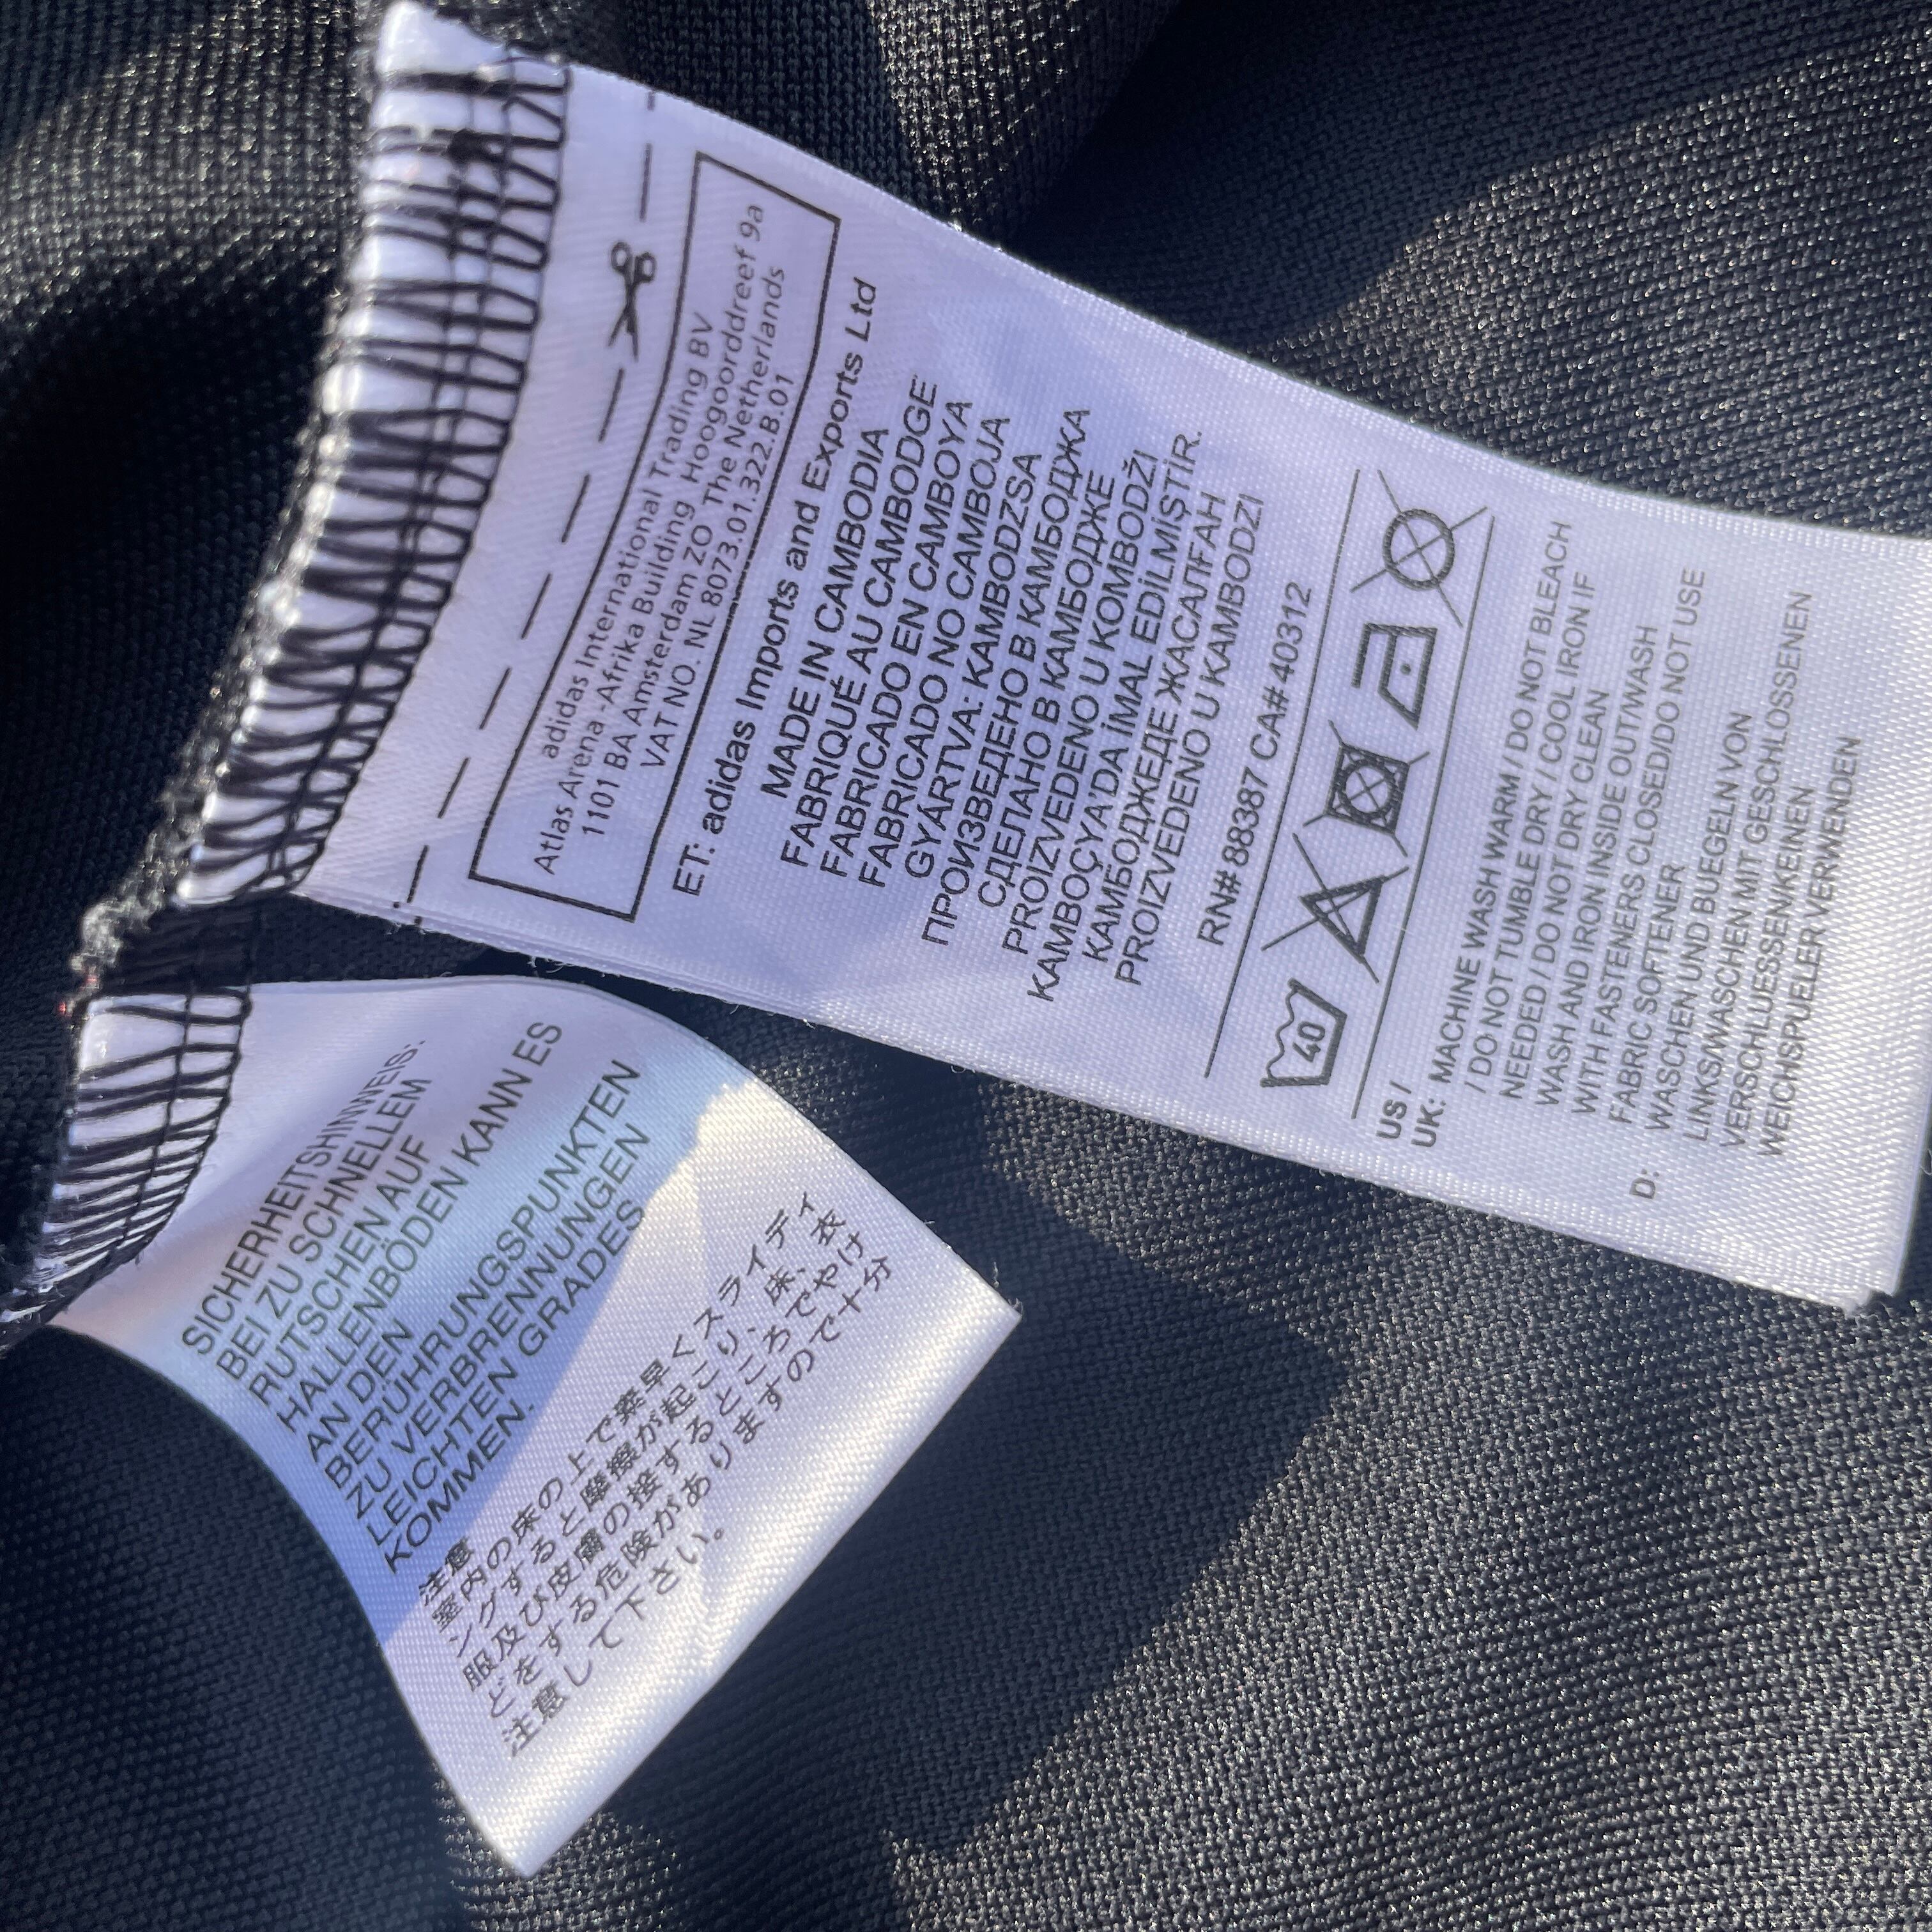 adidas International Trading BV
Atlas Arena -Afrika Building, Hoogoorddreef 9a
1101 BA Amsterdam ZO The Netherlands
VAT NO. NL 8073.01.322.B.01
ET: adidas Imports and Exports Ltd
MADE IN CAMBODIA
FABRIQUÉ AU CAMBODGE
FABRICADO EN CAMBOYA
FABRICADO NO CAMBOJA
GYÁRTVA: KAMBODZSA
ПРОИЗВЕДЕНО В КАМБОДЖА
СДЕЛАНО В КАМБОДЖЕ
PROIZVEDENO U KOMBODŽI
KAMBOÇYA'DA İMAL EDİLMİŞTİR.
КАМБОДЖЕДЕ ЖАСАЛҒАН
PROIZVEDENO U KAMBODZI
RN# 88387 CA# 40312
40
US /
UK: MACHINE WASH WARM / DO NOT BLEACH
/ DO NOT TUMBLE DRY / COOL IRON IF
NEEDED / DO NOT DRY CLEAN
WASH AND IRON INSIDE OUT/WASH
WITH FASTENERS CLOSED/DO NOT USE
FABRIC SOFTENER
D: WASCHEN UND BUEGELN VON
LINKS/WASCHEN MIT GESCHLOSSENEN
VERSCHLUESSEN/KEINEN
WEICHSPUELER VERWENDEN
SICHERHEITSHINWEIS:
BEI ZU SCHNELLEM
RUTSCHEN AUF
HALLENBÖDEN KANN ES
AN DEN
BERÜHRUNGSPUNKTEN
ZU VERBRENNUNGEN
LEICHTEN GRADES
KOMMEN.
注意
室内の床の上で素早くスライディ
ングすると摩擦が起こり、床、衣
服及び皮膚の接するところでやけ
どをする危険がありますので十分
注意して下さい。